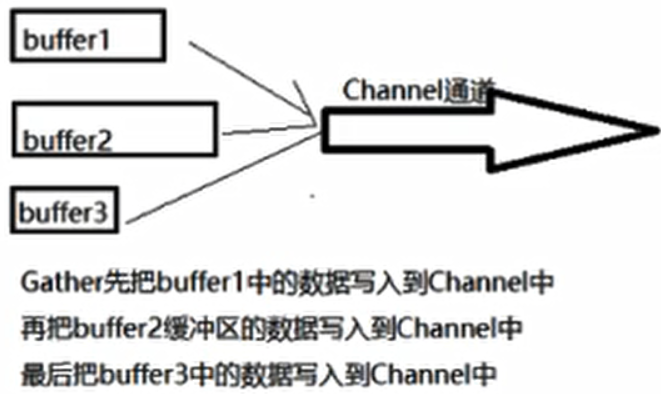 buffer1
Channel通道
buffer2
buffer3
Gather先把buffer1中的数据写入到Channel中
再把buffer2缓冲区的数据写入到Channel中
最后把buffer3中的数据写入到Channel中